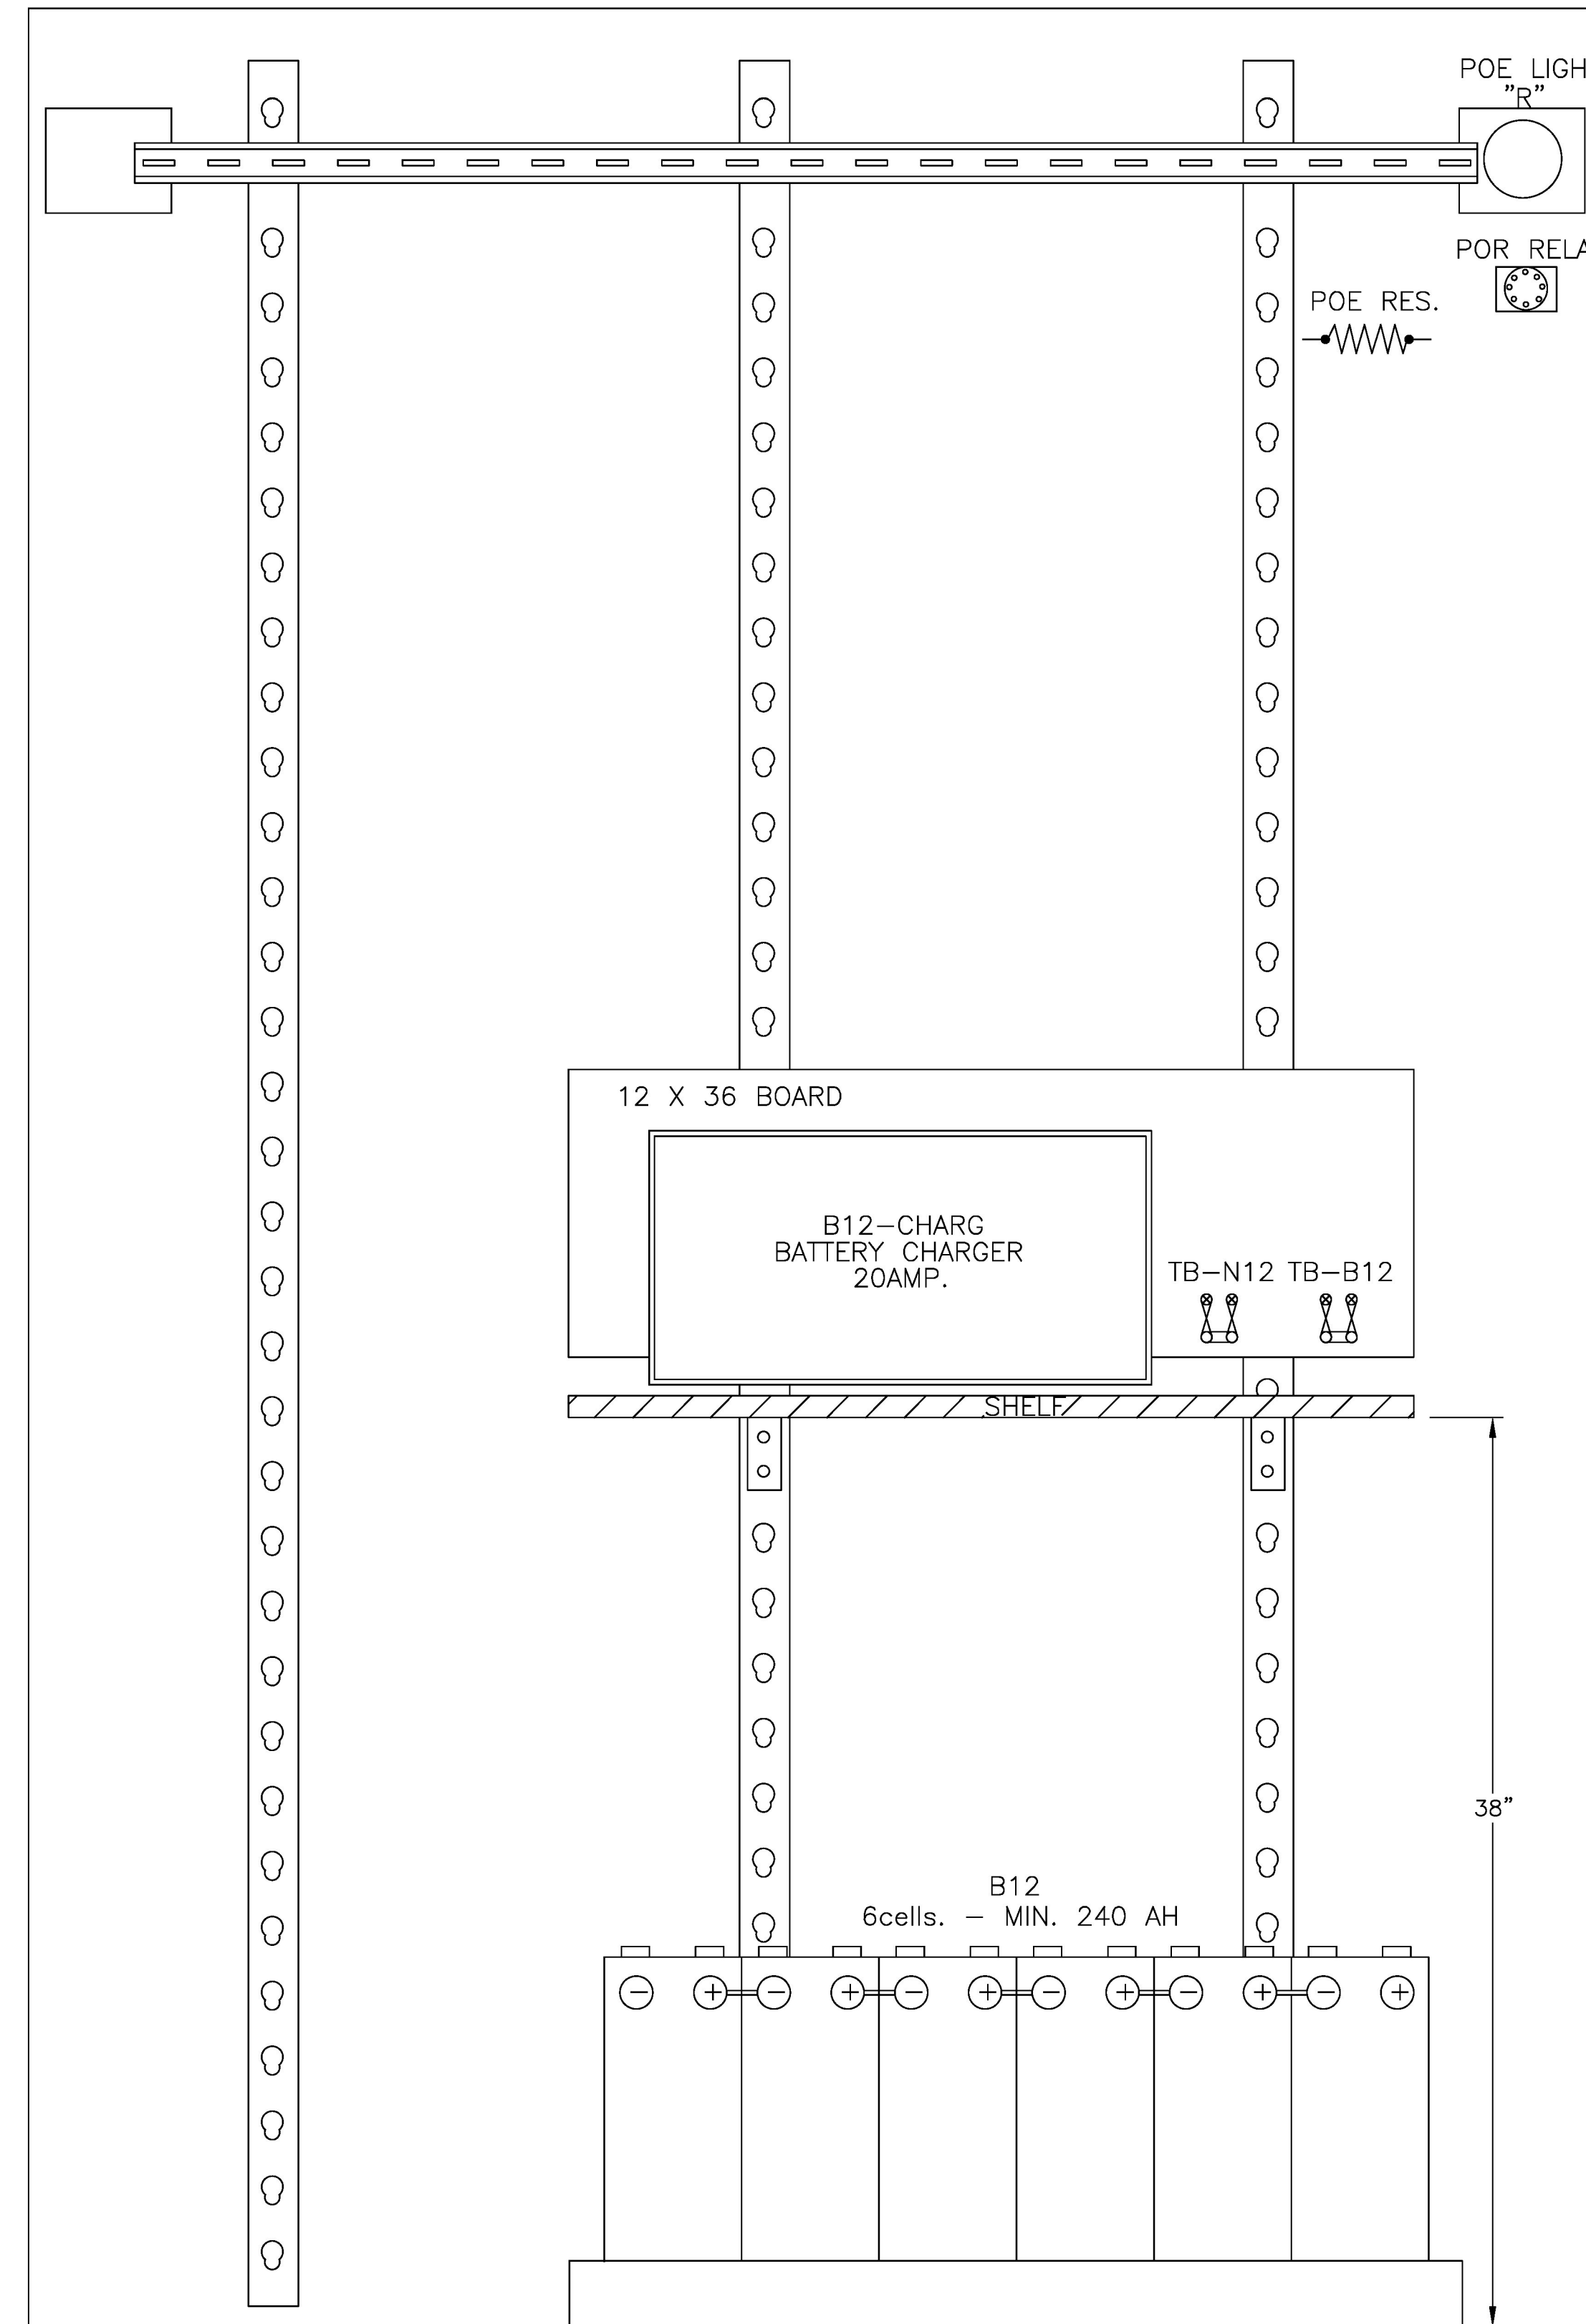 POE LIGH
"R"
POR RELA
POE RES.
12 X 36 BOARD
B12-CHARG
BATTERY CHARGER
20AMP.
TB-N12 TB-B12
SHELF
38"
B12
6cells. - MIN. 240 AH